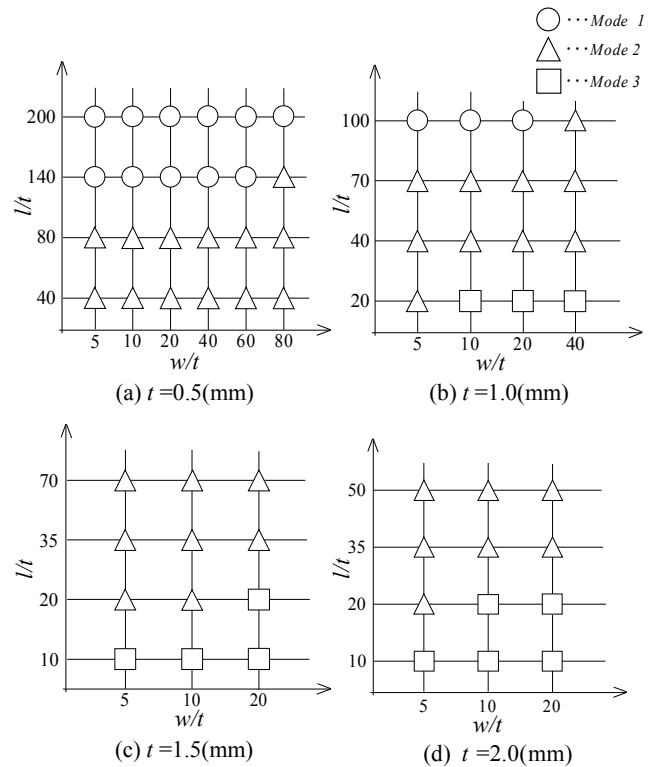 ···Mode 1
···Mode 2
···Mode 3
200
140
80
40
l/t
5 10 20 40 60 80
w/t
(a) t =0.5(mm)
100
70
40
20
l/t
5 10 20 40
w/t
(b) t =1.0(mm)
70
35
20
10
l/t
5 10 20
w/t
(c) t =1.5(mm)
50
35
20
10
l/t
5 10 20
w/t
(d) t =2.0(mm)